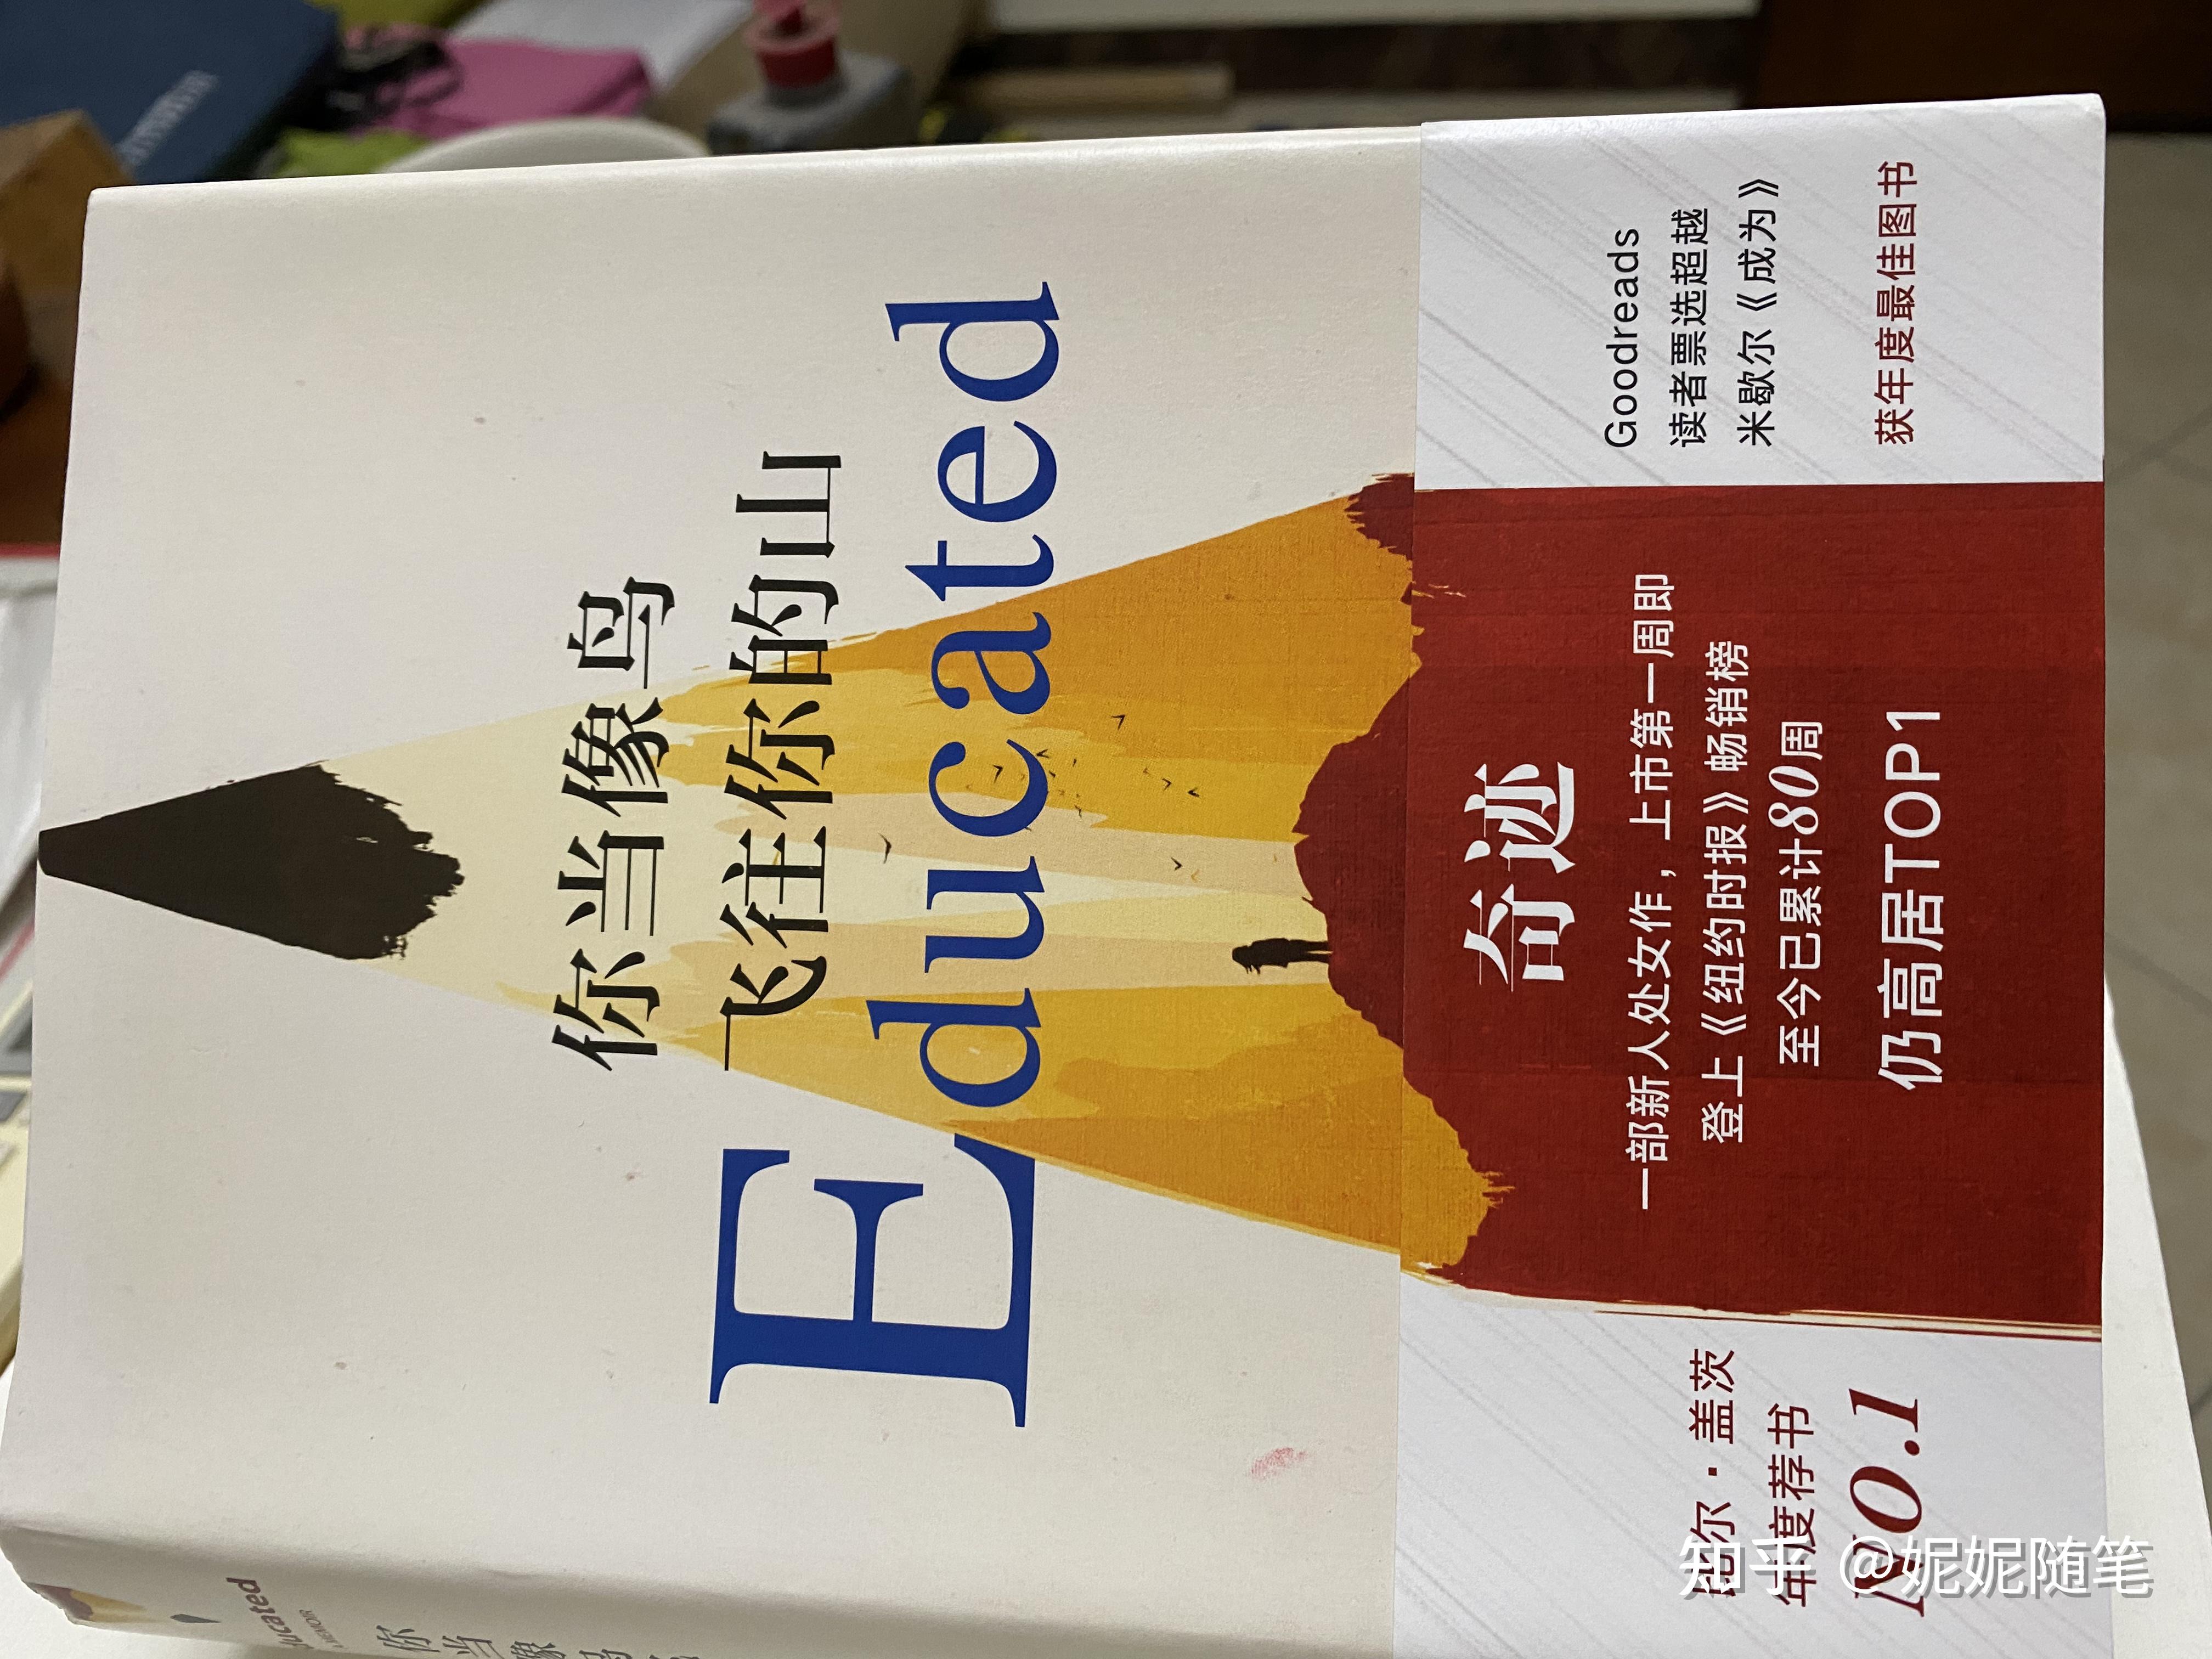 你当像鸟
飞往你的山
Educated
奇迹
一部新人处女作，上市第一周即
登上《纽约时报》畅销榜
至今已累计80周
仍高居TOP1
比尔·盖茨
年度荐书
NO.1
Goodreads
读者票选超越
米歇尔《成为》
获年度最佳图书
你当像鸟
知乎 @妮妮随笔